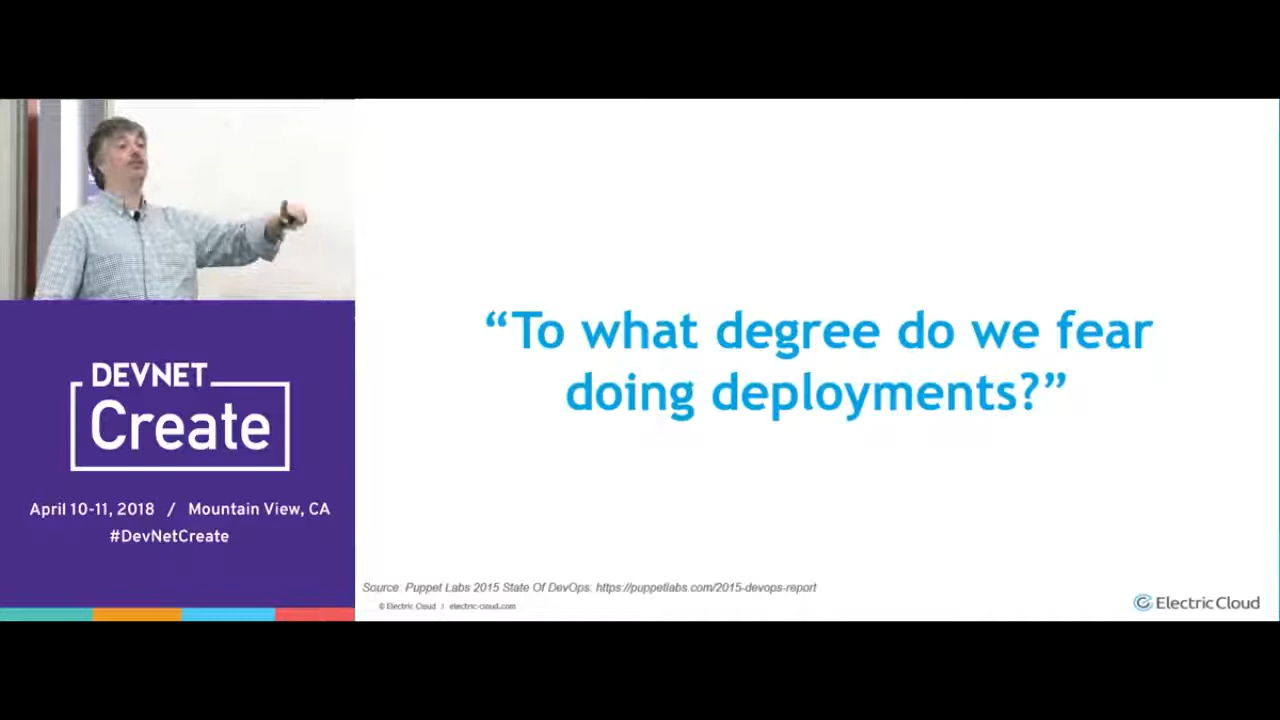 DEVNET
Create
April 10-11, 2018 / Mountain View, CA
#DevNetCreate
“To what degree do we fear
doing deployments?”
Source: Puppet Labs 2015 State Of DevOps: https://puppetlabs.com/2015-devops-report
© Electric Cloud / electric-cloud.com
Electric Cloud